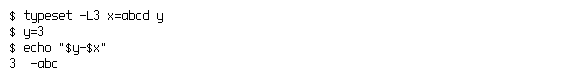 $ typeset -L3 x=abcd y
$ y=3
$ echo "$y-$x"
3  -abc